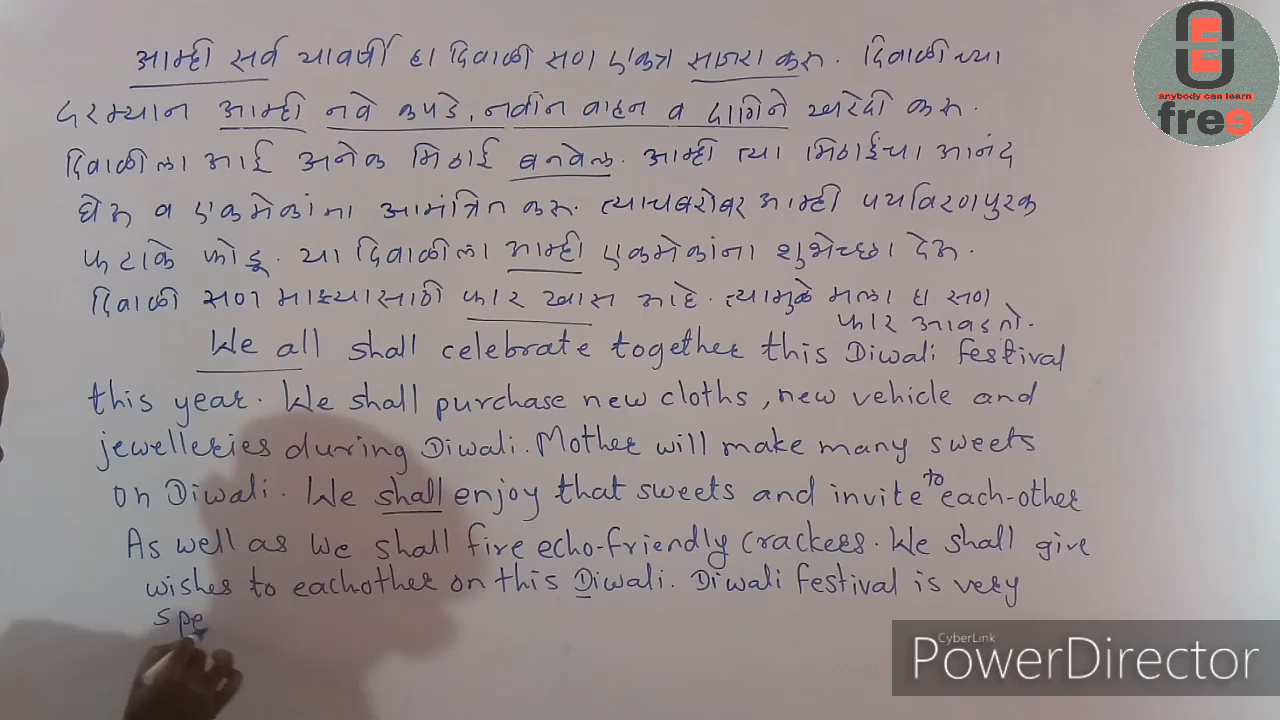 आम्ही सर्व यावर्षी हा दिवाळी सण एकत्र साजरा करू. दिवाळीच्या
दरम्यान आम्ही नवे कपडे, नवीन वाहन व दागिने खरेदी करू.
दिवाळीला आई अनेक मिठाई बनवेल. आम्ही त्या मिठाईचा आनंद
घेऊ व एकमेकांना आमंत्रित करू. त्याचबरोबर आम्ही पर्यावरणपुरक
फटाके फोडू. या दिवाळीला आम्ही एकमेकांना शुभेच्छा देऊ.
दिवाळी सण माझ्यासाठी फार खास आहे. त्यामुळे मला हा सण
फार आवडतो.
We all shall celebrate together this Diwali festival
this year. We shall purchase new cloths, new vehicle and
jewelleries during Diwali. Mother will make many sweets
on Diwali. We shall enjoy that sweets and invite to each-other
As well as We shall fire echo-friendly crackers. We shall give
wishes to eachother on this Diwali. Diwali festival is very
spe
EEE
anybody can learn
free
CyberLink
PowerDirector